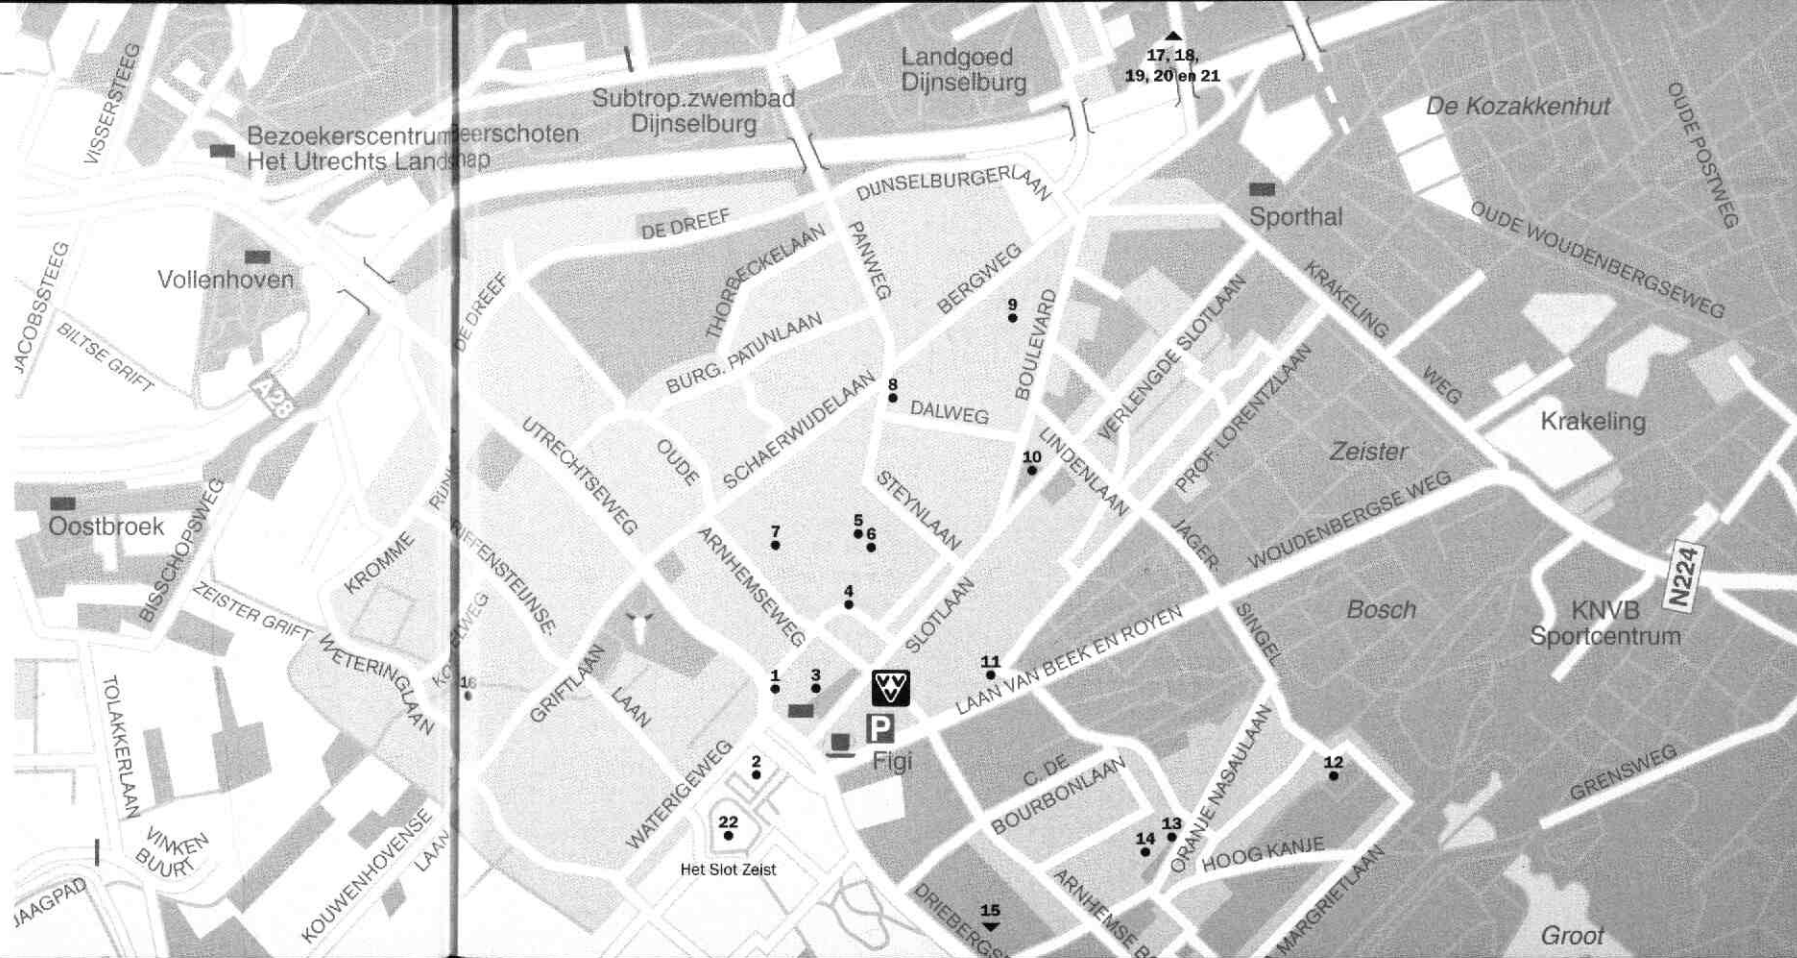 VISSERSTEEG
Bezoekerscentrum
Het Utrechts Landschap
eerschoten
Subtrop.zwembad
Dijnselburg
Landgoed
Dijnselburg
17, 18,
19, 20 en 21
De Kozakkenhut
OUDE POSTWEG
OUDE WOUDENBERGSEWEG
Sporthal
DIJNSELBURGERLAAN
DE DREEF
THORBECKELAAN
PANWEG
BERGWEG
Vollenhoven
JACOBSSTEEG
BILTSE GRIFT
A28
DE DREEF
BURG. PATIJNLAAN
9
BOULEVARD
VERLENGDE SLOTLAAN
KRAKELING
WEG
Krakeling
8
DALWEG
SCHAERWIJDELAAN
OUDE
UTRECHTSEWEG
10
LINDENLAAN
PROF LORENTZLAAN
Zeister
WOUDENBERGSE WEG
STEYNLAAN
JAGER
SINGEL
Bosch
KNVB
Sportcentrum
N224
Oostbroek
BISSCHOPSWEG
ZEISTER GRIFT
KROMME
7
5
6
ARNHEMSEWEG
4
SLOTLAAN
WETERINGLAAN
GRIFTLAAN
LAAN
16
1
3
VVV
P
Figi
11
LAAN VAN BEEK EN ROYEN
TOLAKKERLAAN
WATERIGEWEG
2
22
Het Slot Zeist
C. DE
BOURBONLAAN
ORANJE NASAULAAN
12
GRENSWEG
VINKEN
BUURT
KOUWENHOVENSE
LAAN
JAAGPAD
14
13
HOOG KANJE
MARGRIETLAAN
15
Groot